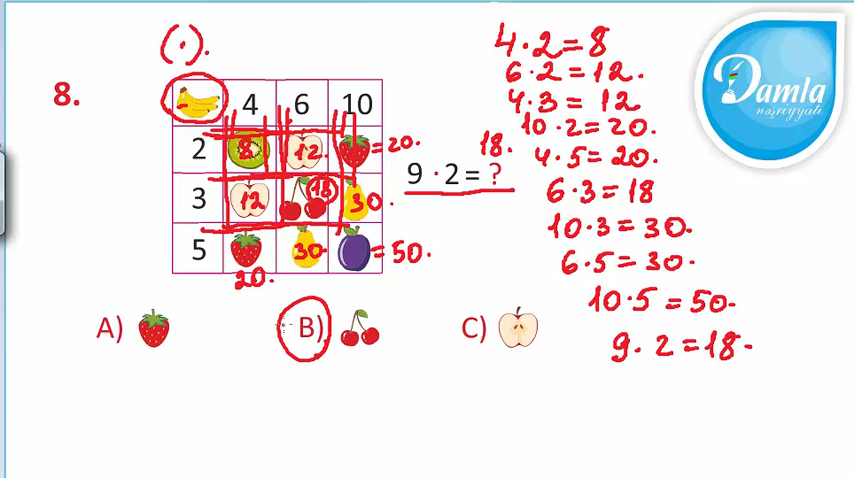 (·).
8.
4 6 10
2 8 12. =20.
3 12 18 30.
5 20. 30. =50.
18.
9 · 2 = ?
4·2=8
6·2=12.
4·3=12
10·2=20.
4·5=20.
6·3=18
10·3=30.
6·5=30.
10·5=50.
9·2=18.
A) B) C)
Damla
nəşriyyatı